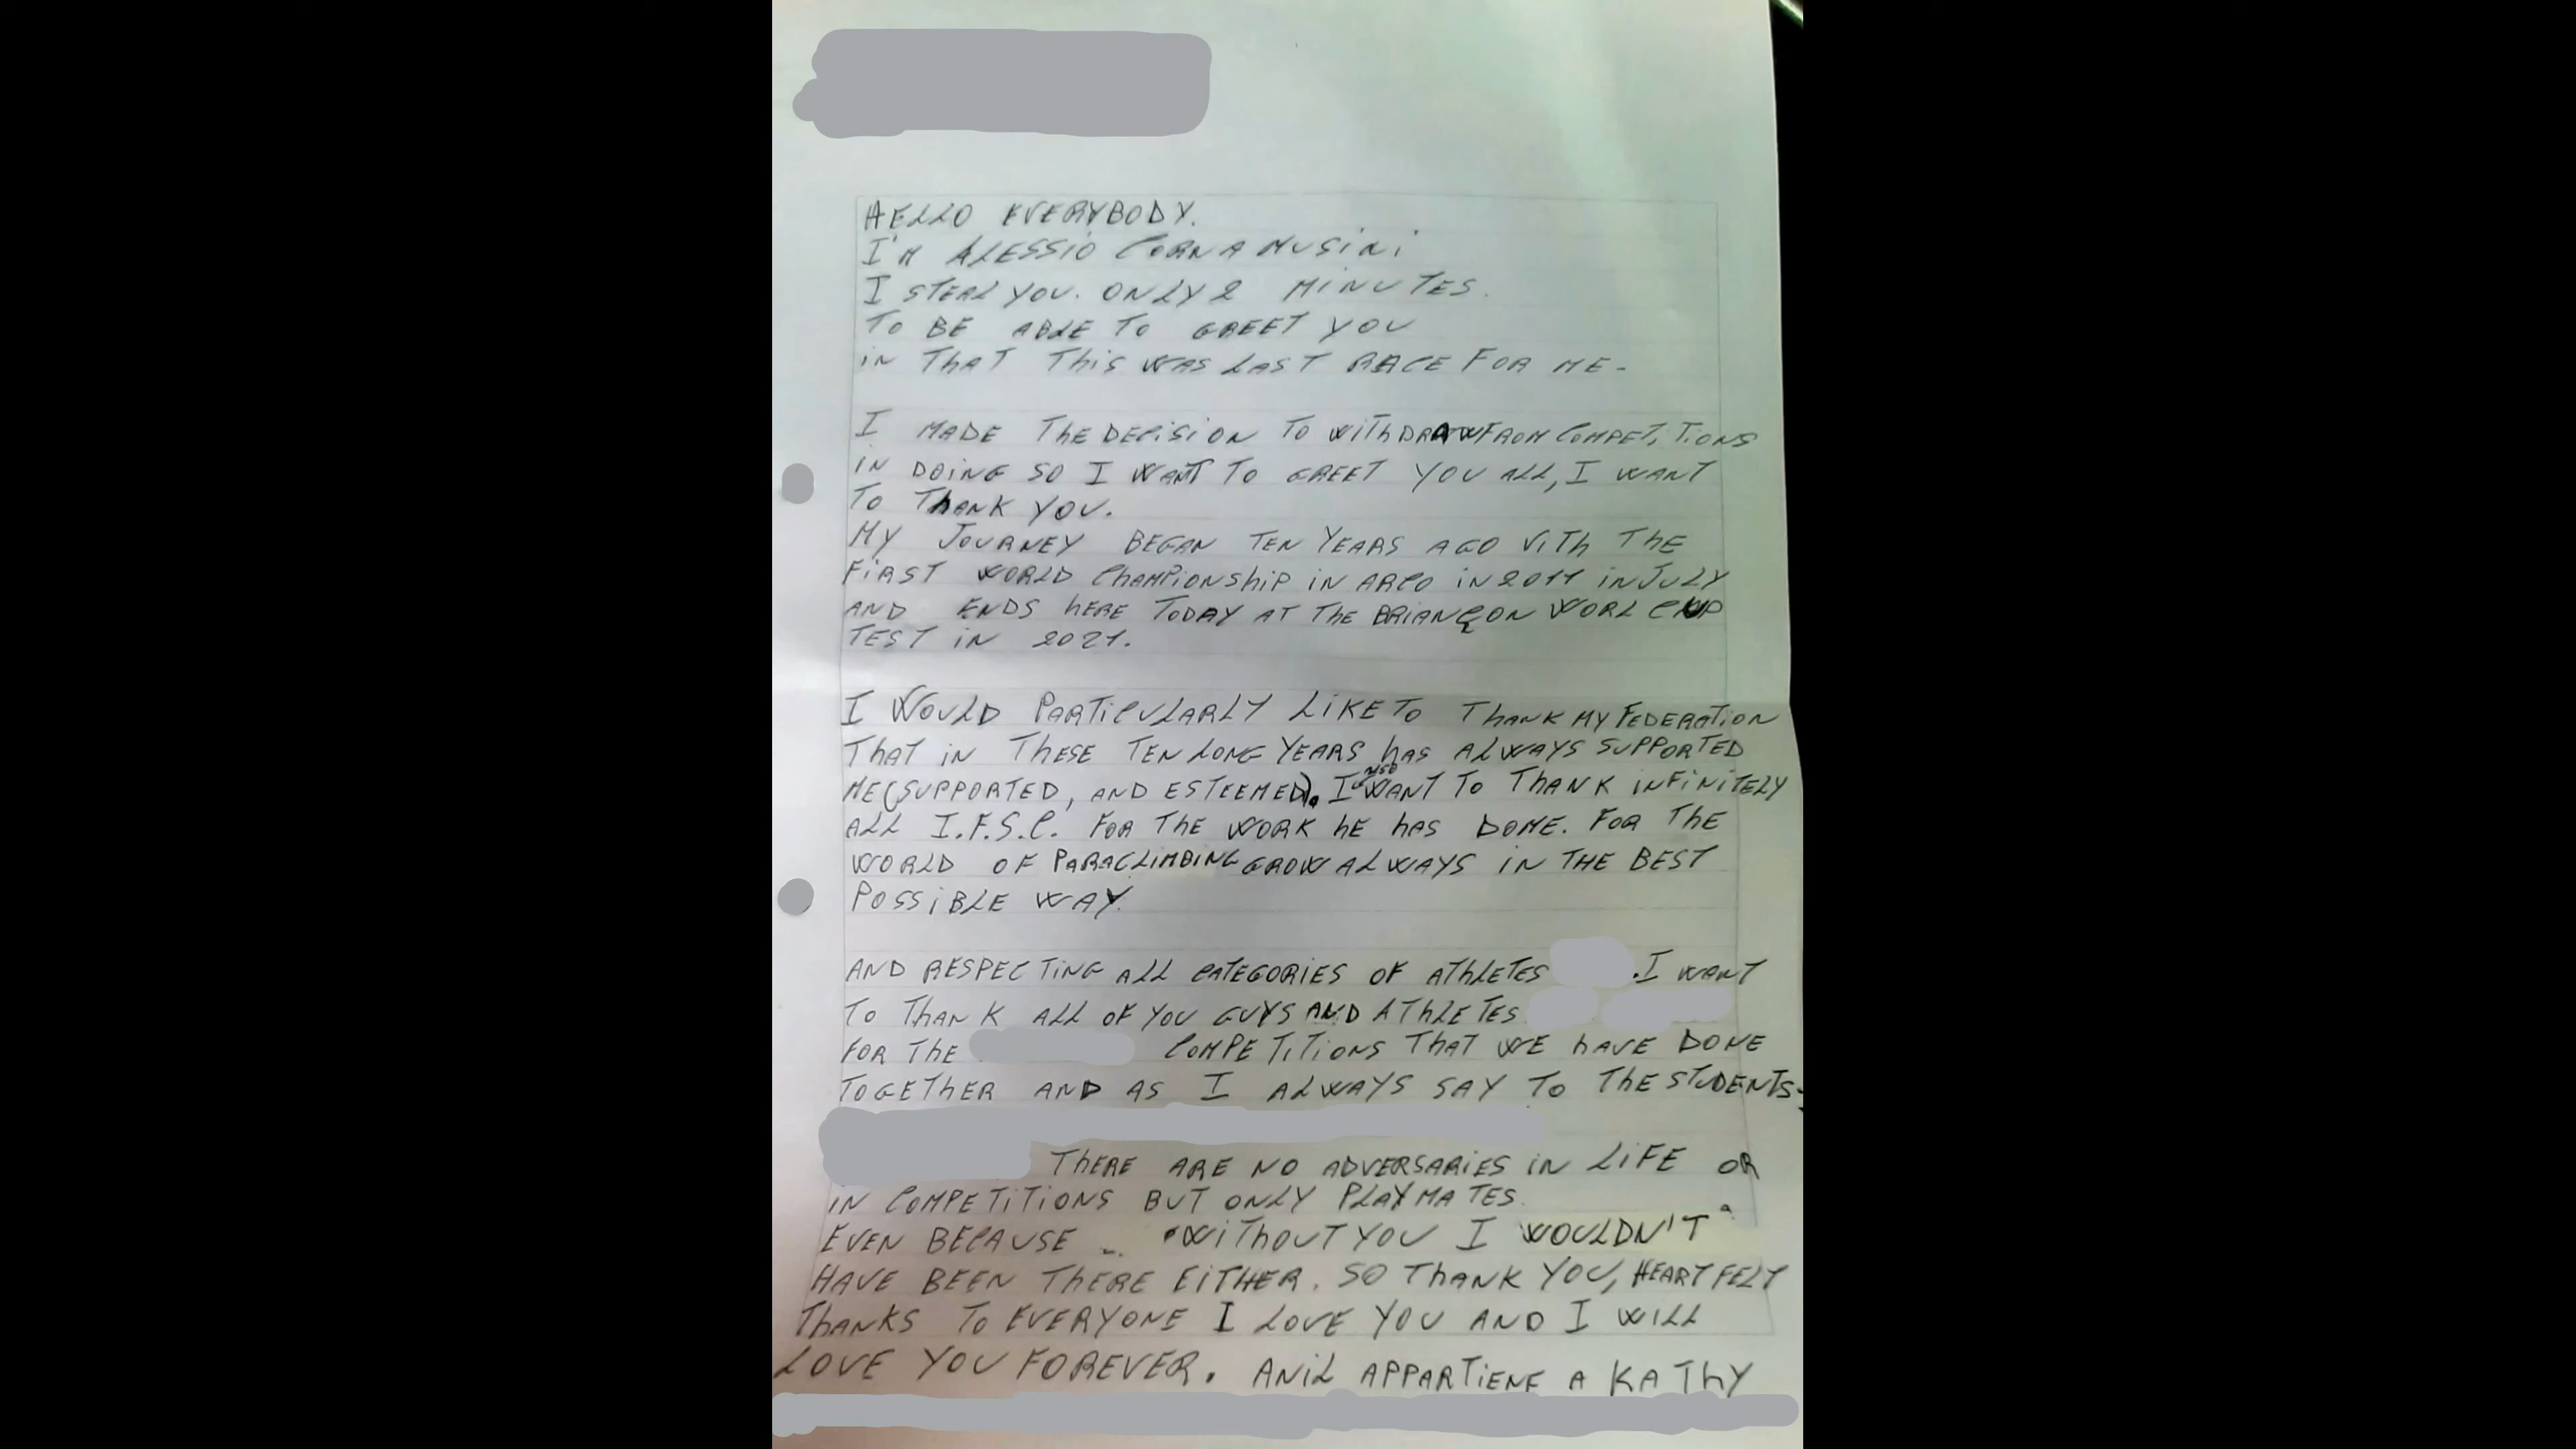 HELLO EVERYBODY.
I'M ALESSIO CORNAMUSINI
I STEAL YOU. ONLY 2 MINUTES.
TO BE ABLE TO GREET YOU
IN THAT THIS WAS LAST RACE FOR ME-
I MADE THE DECISION TO WITHDRAW FROM COMPETITIONS
IN DOING SO I WANT TO GREET YOU ALL, I WANT
TO THANK YOU.
MY JOURNEY BEGAN TEN YEARS AGO VITH THE
FIRST WORLD CHAMPIONSHIP IN ARCO IN 2011 IN JULY
AND ENDS HERE TODAY AT THE BRIANÇON WORL CUP
TEST IN 2021.
I WOULD PARTICULARLY LIKE TO THANK MY FEDERATION
THAT IN THESE TEN LONG YEARS HAS ALWAYS SUPPORTED
ME (SUPPORTED, AND ESTEEMED). I ALSO WANT TO THANK INFINITELY
ALL I.F.S.C. FOR THE WORK HE HAS DONE. FOR THE
WORLD OF PARACLIMBING GROW ALWAYS IN THE BEST
POSSIBLE WAY.
AND RESPECTING ALL CATEGORIES OF ATHLETES .I WANT
TO THANK ALL OF YOU GUYS AND ATHLETES
FOR THE COMPETITIONS THAT WE HAVE DONE
TOGETHER AND AS I ALWAYS SAY TO THE STUDENTS:
THERE ARE NO ADVERSARIES IN LIFE OR
IN COMPETITIONS BUT ONLY PLAYMATES.
EVEN BECAUSE .. WITHOUT YOU I WOULDN'T
HAVE BEEN THERE EITHER. SO THANK YOU, HEARTFELT
THANKS TO EVERYONE I LOVE YOU AND I WILL
LOVE YOU FOREVER. ANIL APPARTIENE A KATHY